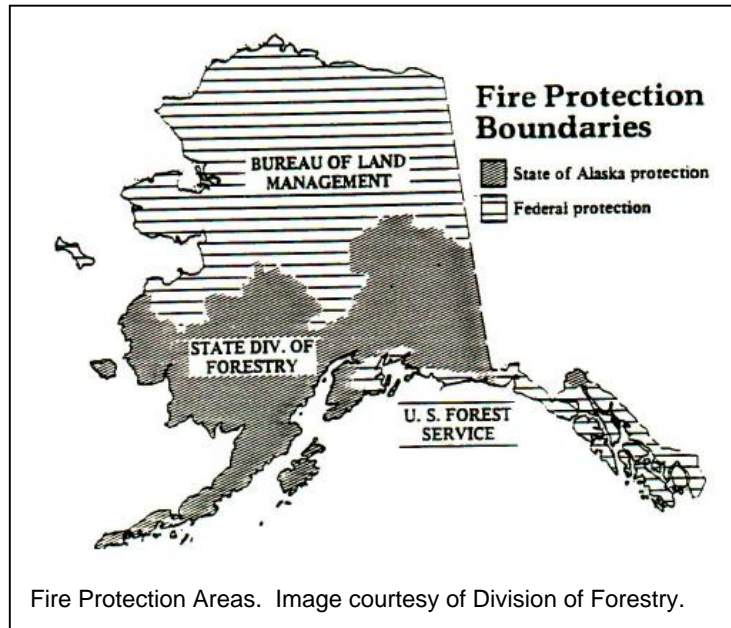 Fire Protection
Boundaries
State of Alaska protection
Federal protection
BUREAU OF LAND
MANAGEMENT
STATE DIV. OF
FORESTRY
U. S. FOREST
SERVICE
Fire Protection Areas.  Image courtesy of Division of Forestry.